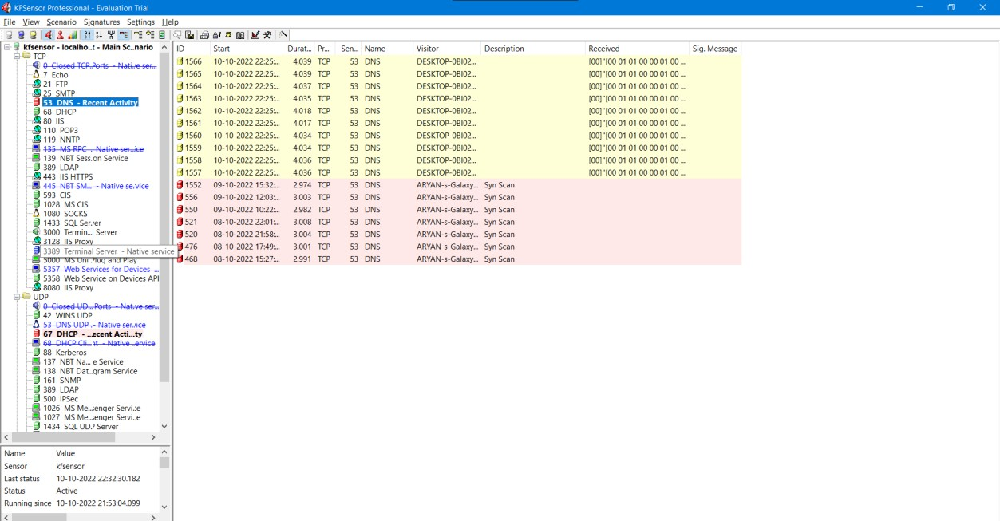 KFSensor Professional - Evaluation Trial
File View Scenario Signatures Settings Help
kfsensor - localho..t - Main Sc..nario
TCP
0 Closed TCP Ports - Native ser...
7 Echo
21 FTP
25 SMTP
53 DNS - Recent Activity
68 DHCP
80 IIS
110 POP3
119 NNTP
135 MS RPC - Native ser...ice
139 NBT Session Service
389 LDAP
443 IIS HTTPS
445 NBT SM... - Native service
593 CIS
1028 MS CIS
1080 SOCKS
1433 SQL Server
3000 Termin... Server
3128 IIS Proxy
3389 Terminal Server - Native service
5000 MS Uni Plug and Play
5357 Web Services for Devices ...
5358 Web Service on Devices API
8080 IIS Proxy
UDP
0 Closed UD... Ports - Native ser...
42 WINS UDP
53 DNS UDP - Native service
67 DHCP - ...ecent Acti...ty
68 DHCP Cli...nt - Native ..ervice
88 Kerberos
137 NBT Na... e Service
138 NBT Dat...gram Service
161 SNMP
389 LDAP
500 IPSec
1026 MS Me...enger Service
1027 MS Me...enger Service
1434 SQL UD.? Server
Name Value
Sensor kfsensor
Last status 10-10-2022 22:32:30.182
Status Active
Running since 10-10-2022 21:53:04.099
ID Start Durat... Pr... Sen... Name Visitor Description Received Sig. Message
1566 10-10-2022 22:25:... 4.039 TCP 53 DNS DESKTOP-0BI02... [00]"[00 01 01 00 00 01 00 ...
1565 10-10-2022 22:25:... 4.039 TCP 53 DNS DESKTOP-0BI02... [00]"[00 01 01 00 00 01 00 ...
1564 10-10-2022 22:25:... 4.037 TCP 53 DNS DESKTOP-0BI02... [00]"[00 01 01 00 00 01 00 ...
1563 10-10-2022 22:25:... 4.035 TCP 53 DNS DESKTOP-0BI02... [00]"[00 01 01 00 00 01 00 ...
1562 10-10-2022 22:25:... 4.018 TCP 53 DNS DESKTOP-0BI02... [00]"[00 01 01 00 00 01 00 ...
1561 10-10-2022 22:25:... 4.017 TCP 53 DNS DESKTOP-0BI02... [00]"[00 01 01 00 00 01 00 ...
1560 10-10-2022 22:25:... 4.034 TCP 53 DNS DESKTOP-0BI02... [00]"[00 01 01 00 00 01 00 ...
1559 10-10-2022 22:25:... 4.034 TCP 53 DNS DESKTOP-0BI02... [00]"[00 01 01 00 00 01 00 ...
1558 10-10-2022 22:25:... 4.036 TCP 53 DNS DESKTOP-0BI02... [00]"[00 01 01 00 00 01 00 ...
1557 10-10-2022 22:25:... 4.036 TCP 53 DNS DESKTOP-0BI02... [00]"[00 01 01 00 00 01 00 ...
1552 09-10-2022 15:32:... 2.974 TCP 53 DNS ARYAN-s-Galaxy... Syn Scan
556 09-10-2022 12:03:... 3.003 TCP 53 DNS ARYAN-s-Galaxy... Syn Scan
550 09-10-2022 10:22:... 2.982 TCP 53 DNS ARYAN-s-Galaxy... Syn Scan
521 08-10-2022 22:01:... 3.008 TCP 53 DNS ARYAN-s-Galaxy... Syn Scan
520 08-10-2022 21:58:... 3.004 TCP 53 DNS ARYAN-s-Galaxy... Syn Scan
476 08-10-2022 17:49:... 3.001 TCP 53 DNS ARYAN-s-Galaxy... Syn Scan
468 08-10-2022 15:27:... 2.991 TCP 53 DNS ARYAN-s-Galaxy... Syn Scan